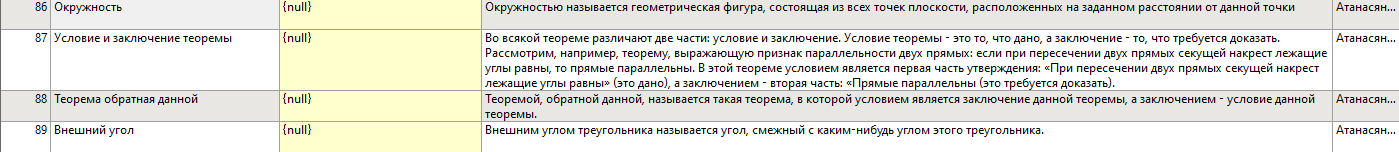 86 Окружность {null} Окружностью называется геометрическая фигура, состоящая из всех точек плоскости, расположенных на заданном расстоянии от данной точки Атанасян...
87 Условие и заключение теоремы {null} Во всякой теореме различают две части: условие и заключение. Условие теоремы - это то, что дано, а заключение - то, что требуется доказать. Атанасян...
Рассмотрим, например, теорему, выражающую признак параллельности двух прямых: если при пересечении двух прямых секущей накрест лежащие
углы равны, то прямые параллельны. В этой теореме условием является первая часть утверждения: «При пересечении двух прямых секущей накрест
лежащие углы равны» (это дано), а заключением - вторая часть: «Прямые параллельны (это требуется доказать).
88 Теорема обратная данной {null} Теоремой, обратной данной, называется такая теорема, в которой условием является заключение данной теоремы, а заключением - условие данной Атанасян...
теоремы.
89 Внешний угол {null} Внешним углом треугольника называется угол, смежный с каким-нибудь углом этого треугольника. Атанасян...